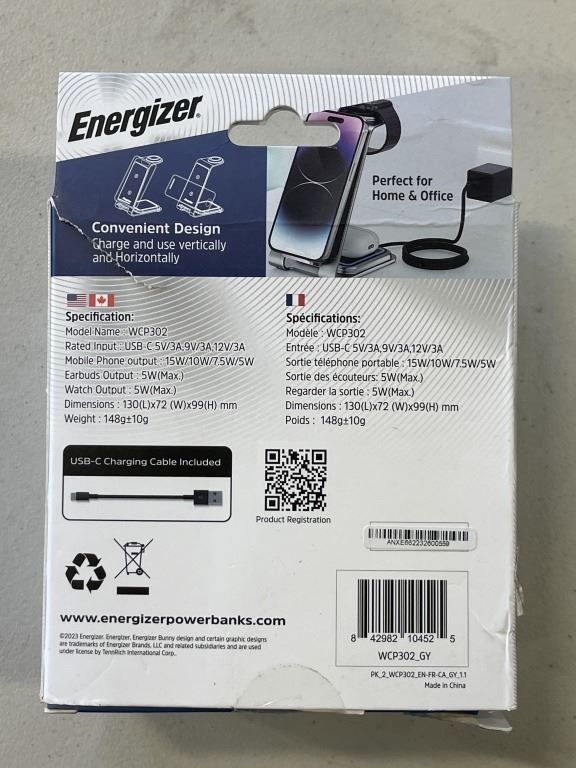 Energizer.
Convenient Design
Charge and use vertically
and Horizontally
Perfect for
Home & Office
Specification:
Model Name : WCP302
Rated Input : USB-C 5V/3A,9V/3A,12V/3A
Mobile Phone output : 15W/10W/7.5W/5W
Earbuds Output : 5W(Max.)
Watch Output : 5W(Max.)
Dimensions : 130(L)x72 (W)x99(H) mm
Weight : 148g±10g
Spécifications:
Modèle : WCP302
Entrée : USB-C 5V/3A,9V/3A,12V/3A
Sortie téléphone portable : 15W/10W/7.5W/5W
Sortie des écouteurs: 5W(Max.)
Regarder la sortie : 5W(Max.)
Dimensions : 130(L)x72 (W)x99(H) mm
Poids : 148g±10g
USB-C Charging Cable Included
Product Registration
ANXE662232600559
www.energizerpowerbanks.com
©2023 Energizer. Energizer, Energizer Bunny design and certain graphic designs
are trademarks of Energizer Brands, LLC and related subsidiaries and are used
under license by TennRich International Corp.
8 42982 10452 5
WCP302_GY
PK_2_WCP302_EN-FR-CA_GY_1.1
Made in China